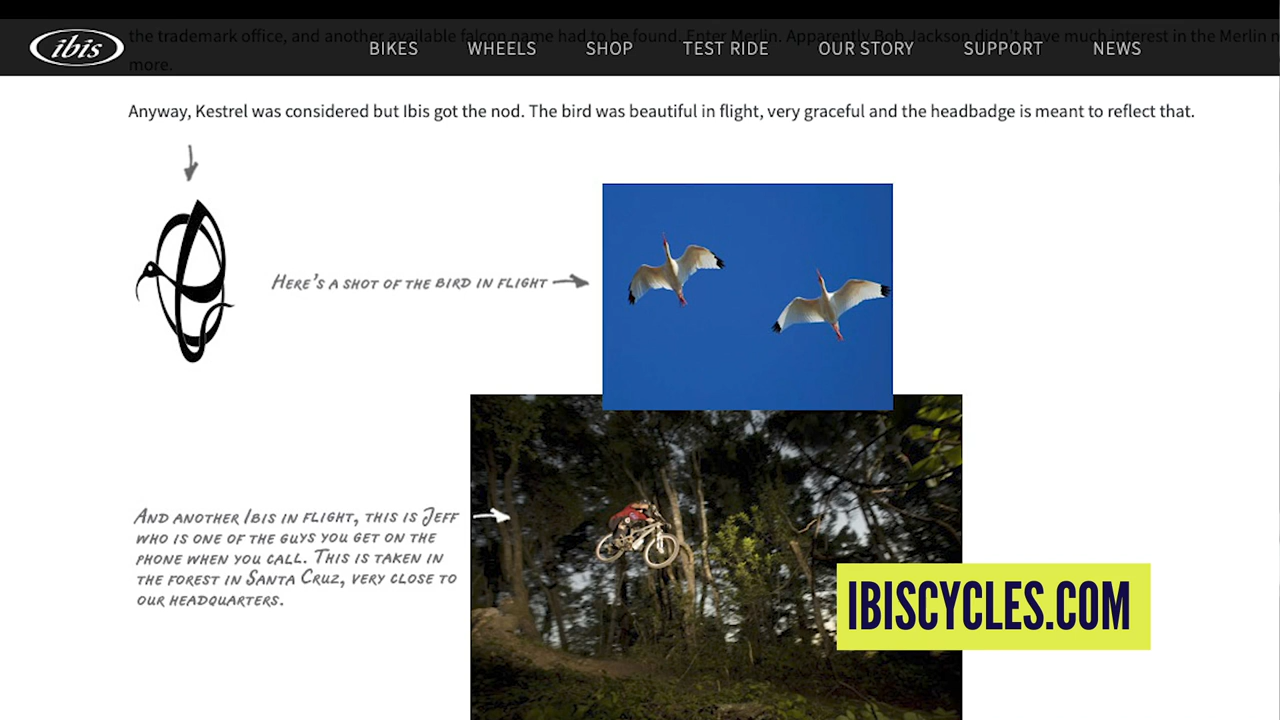 the trademark office, and another available falcon name had to be found. Enter Merlin. Apparently Bob Jackson didn't have much interest in the Merlin
more.
ibis
BIKES WHEELS SHOP TEST RIDE OUR STORY SUPPORT NEWS
Anyway, Kestrel was considered but Ibis got the nod. The bird was beautiful in flight, very graceful and the headbadge is meant to reflect that.
HERE'S A SHOT OF THE BIRD IN FLIGHT
AND ANOTHER IBIS IN FLIGHT, THIS IS JEFF
WHO IS ONE OF THE GUYS YOU GET ON THE
PHONE WHEN YOU CALL. THIS IS TAKEN IN
THE FOREST IN SANTA CRUZ, VERY CLOSE TO
OUR HEADQUARTERS.
IBISCYCLES.COM